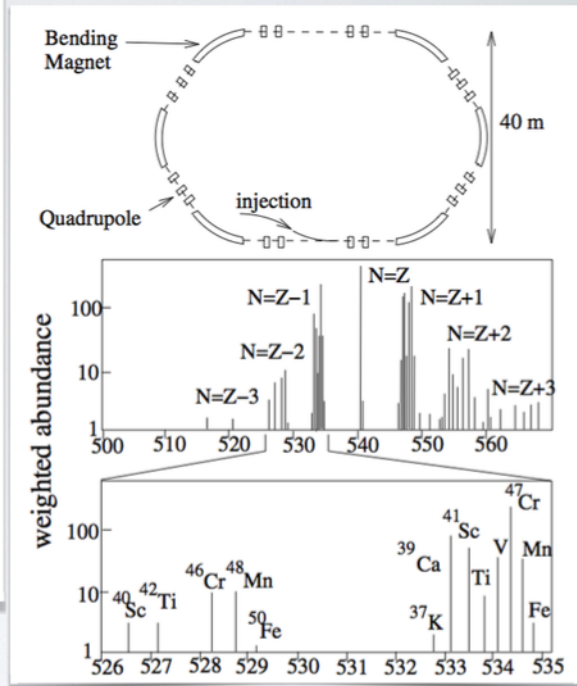 Bending
Magnet
40 m
injection
Quadrupole
weighted abundance
100
10
1
N=Z-3
N=Z-2
N=Z-1
N=Z
N=Z+1
N=Z+2
N=Z+3
500 510 520 530 540 550 560
100
10
1
40Sc
42Ti
46Cr
48Mn
50Fe
37K
39Ca
41Sc
Ti
V
47Cr
Mn
Fe
526 527 528 529 530 531 532 533 534 535